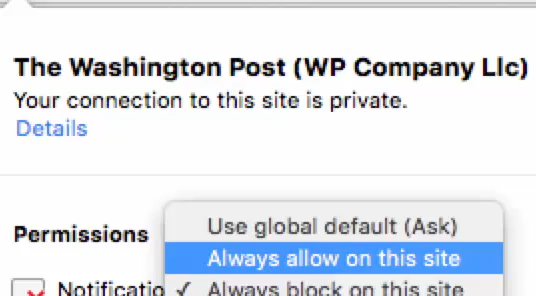 The Washington Post (WP Company Llc)
Your connection to this site is private.
Details
Use global default (Ask)
Permissions
Always allow on this site
Notificatio ✓ Always block on this site